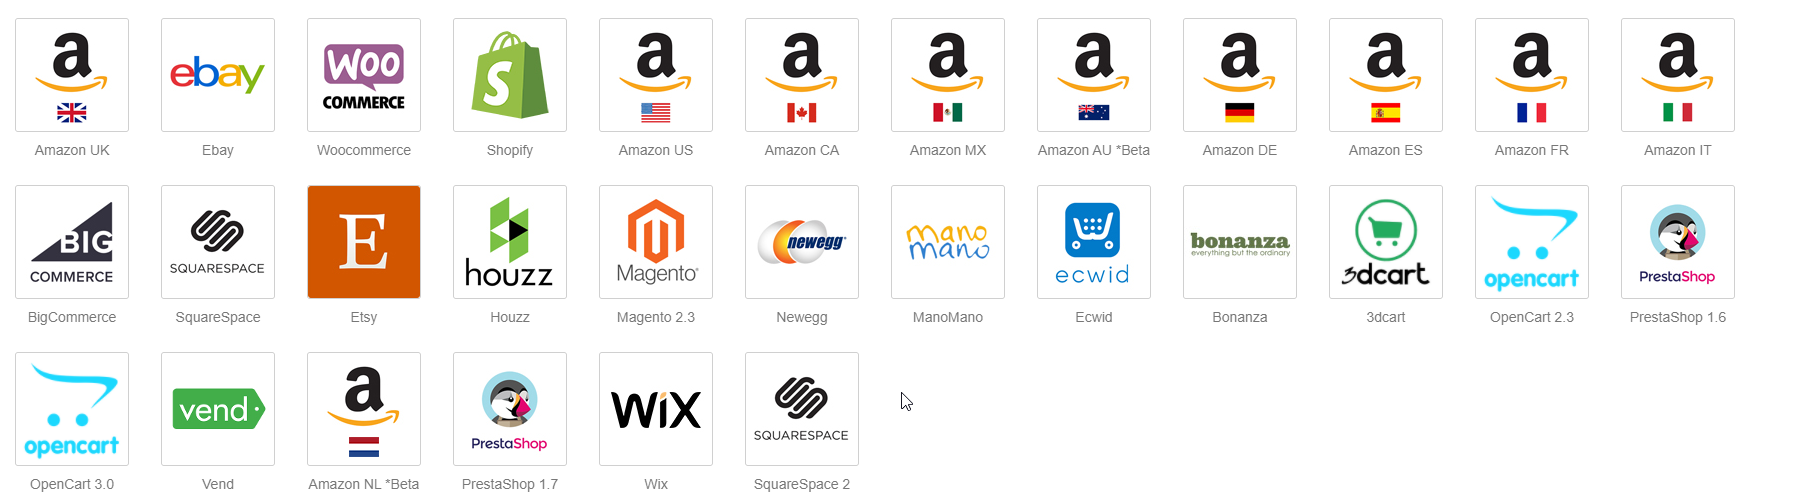 a a a a a a a a a
ebay
WOO
COMMERCE
S
Amazon UK Ebay Woocommerce Shopify Amazon US Amazon CA Amazon MX Amazon AU *Beta Amazon DE Amazon ES Amazon FR Amazon IT
BIG
COMMERCE
SQUARESPACE
E
houzz
Magento®
newegg®
mano
mano
ecwid
bonanza
everything but the ordinary
3dcart
opencart
PrestaShop
BigCommerce SquareSpace Etsy Houzz Magento 2.3 Newegg ManoMano Ecwid Bonanza 3dcart OpenCart 2.3 PrestaShop 1.6
opencart
vend
a
PrestaShop
WiX
SQUARESPACE
OpenCart 3.0 Vend Amazon NL *Beta PrestaShop 1.7 Wix SquareSpace 2